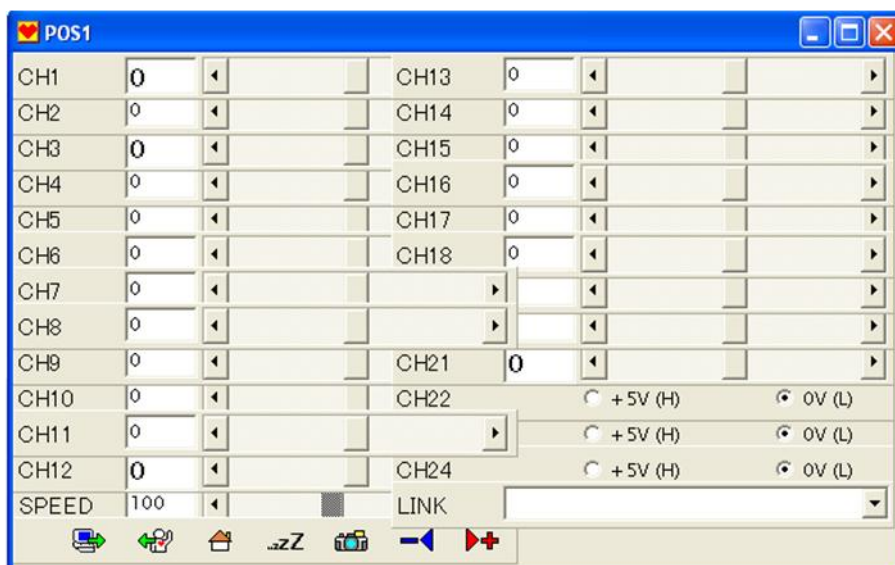 POS1
CH1 0 CH13 0
CH2 0 CH14 0
CH3 0 CH15 0
CH4 0 CH16 0
CH5 0 CH17 0
CH6 0 CH18 0
CH7 0
CH8 0
CH9 0 CH21 0
CH10 0 CH22 +5V (H) 0V (L)
CH11 0 +5V (H) 0V (L)
CH12 0 CH24 +5V (H) 0V (L)
SPEED 100 LINK
..zzZ